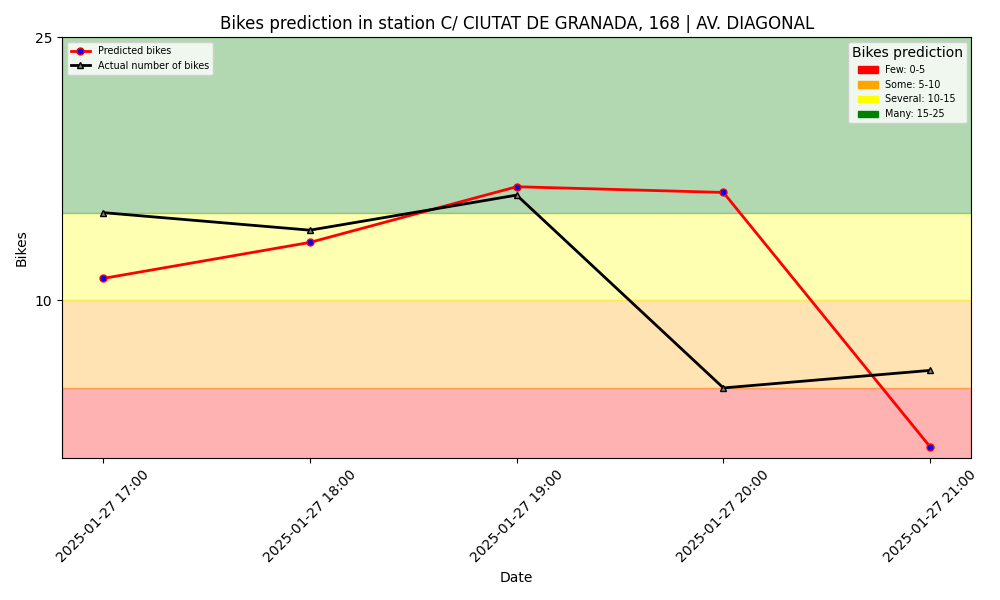 Bikes prediction in station C/ CIUTAT DE GRANADA, 168 | AV. DIAGONAL
25
Predicted bikes
Actual number of bikes
Bikes prediction
Few: 0-5
Some: 5-10
Several: 10-15
Many: 15-25
Bikes
10
2025-01-27 17:00
2025-01-27 18:00
2025-01-27 19:00
2025-01-27 20:00
2025-01-27 21:00
Date